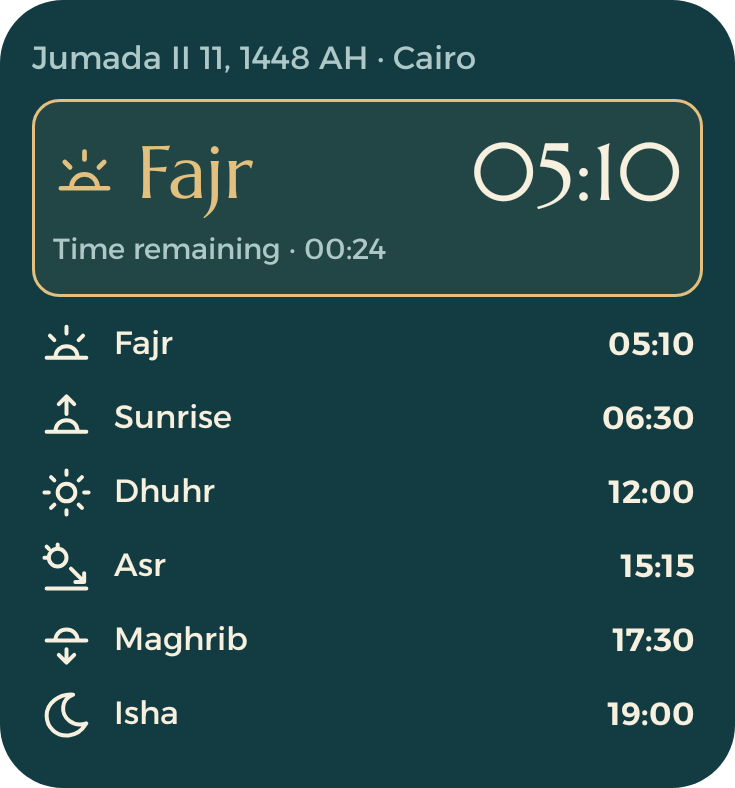 Jumada II 11, 1448 AH · Cairo
Fajr 05:10
Time remaining · 00:24
Fajr 05:10
Sunrise 06:30
Dhuhr 12:00
Asr 15:15
Maghrib 17:30
Isha 19:00